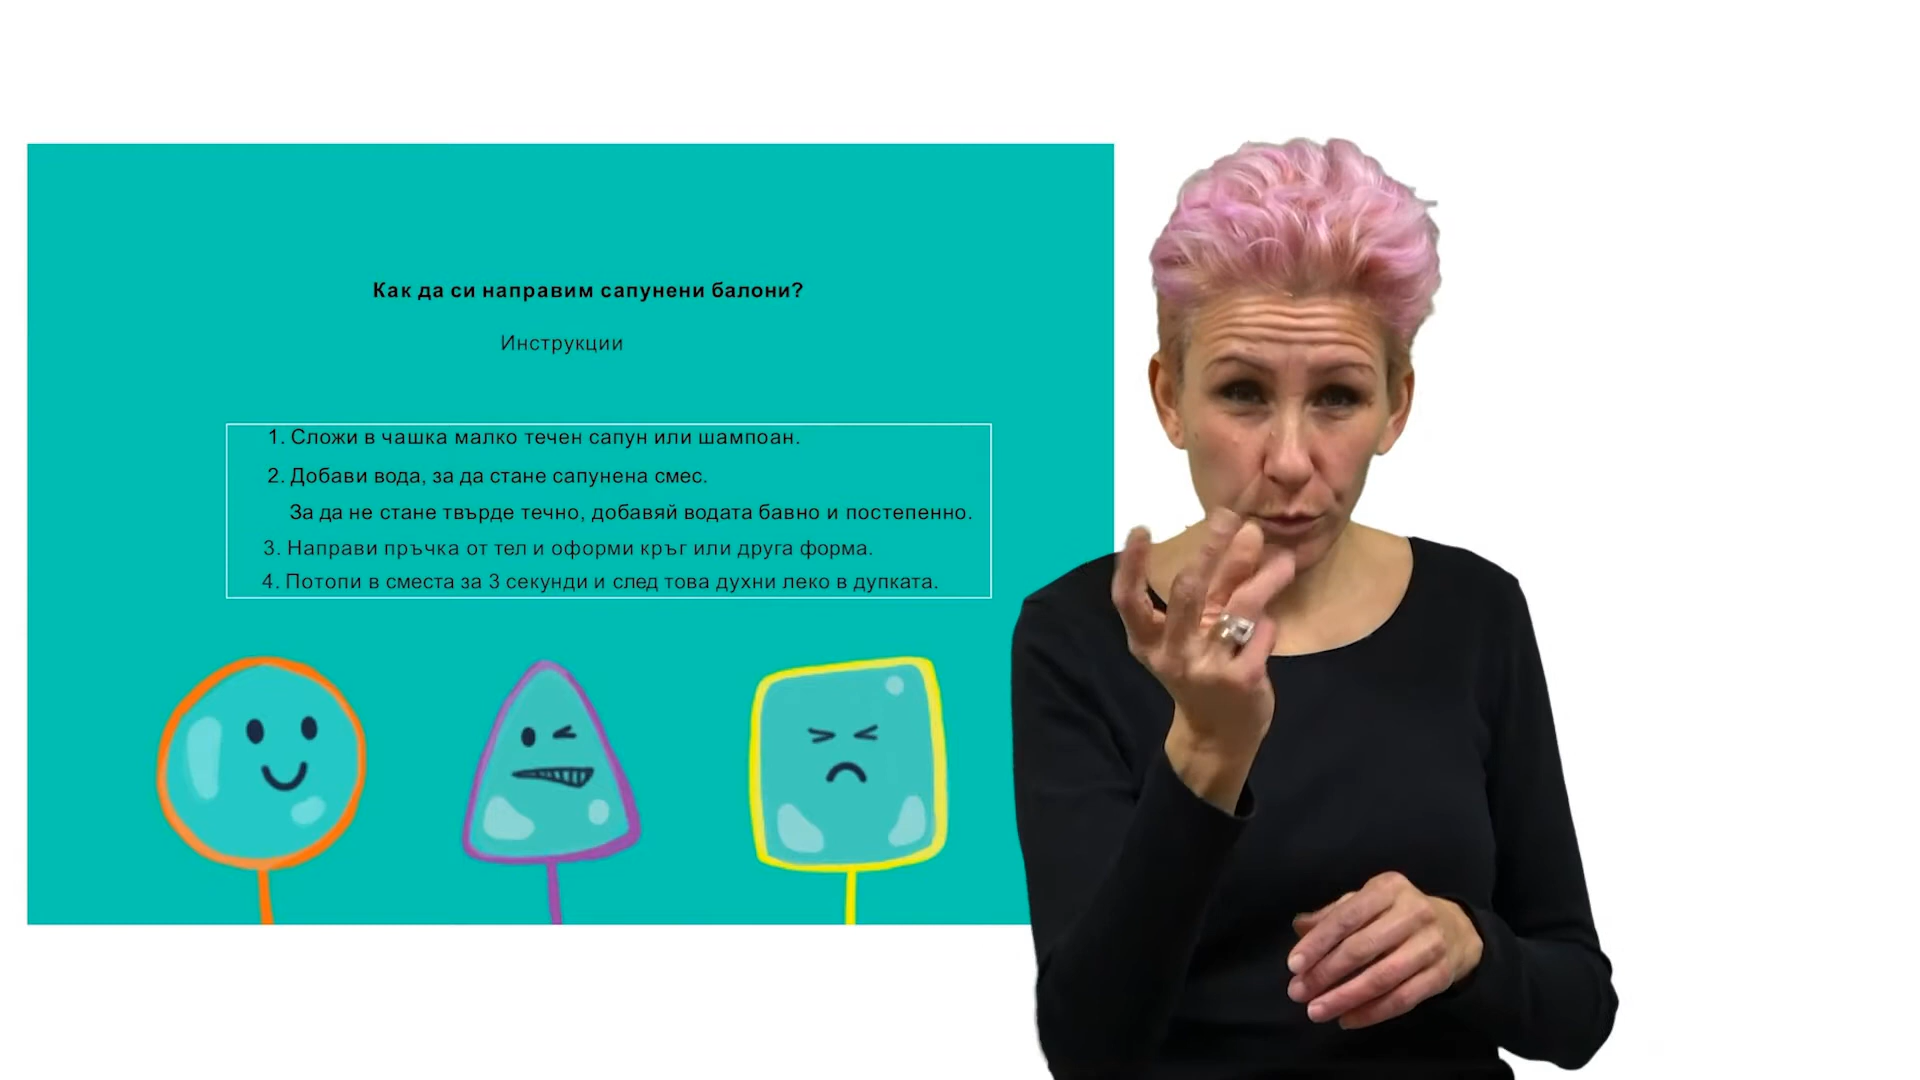 Как да си направим сапунени балони?
Инструкции
1. Сложи в чашка малко течен сапун или шампоан.
2. Добави вода, за да стане сапунена смес.
За да не стане твърде течно, добавяй водата бавно и постепенно.
3. Направи пръчка от тел и оформи кръг или друга форма.
4. Потопи в сместа за 3 секунди и след това духни леко в дупката.